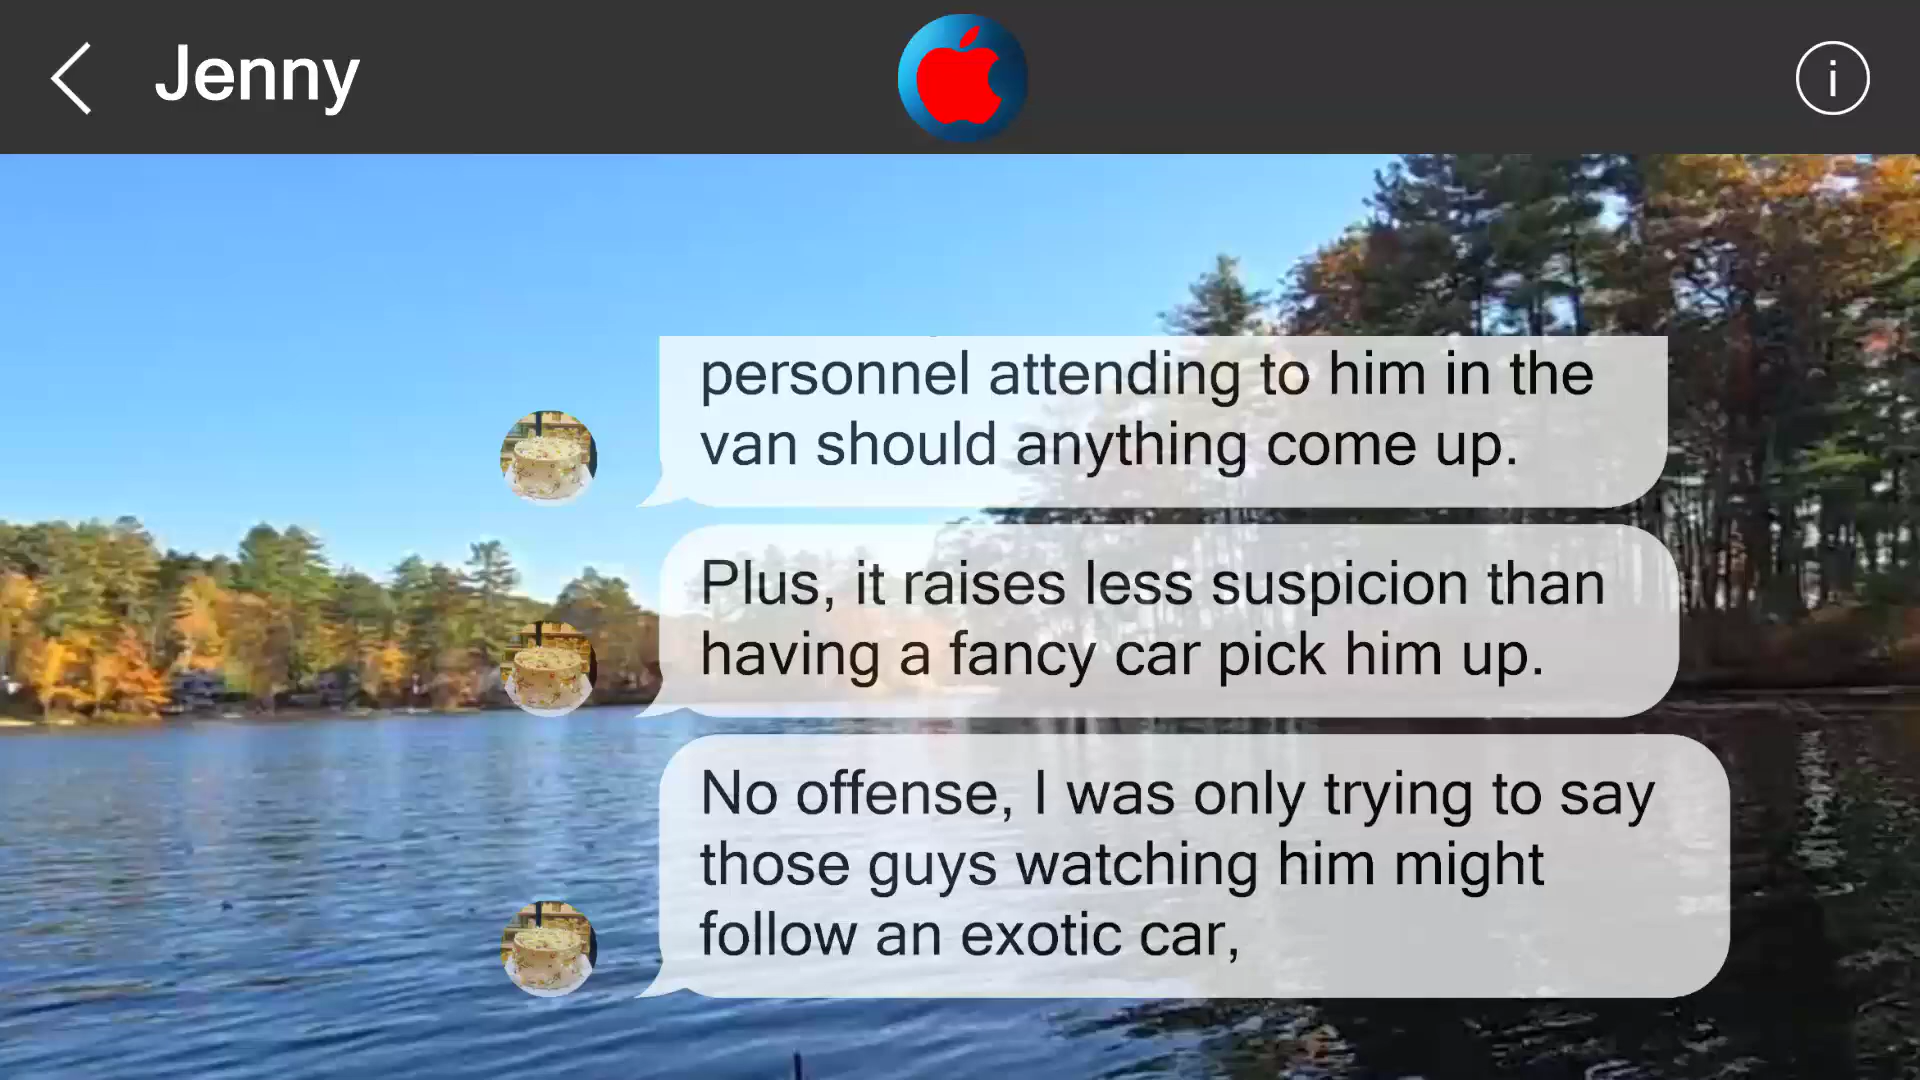 Jenny
i
personnel attending to him in the
van should anything come up.
Plus, it raises less suspicion than
having a fancy car pick him up.
No offense, I was only trying to say
those guys watching him might
follow an exotic car,